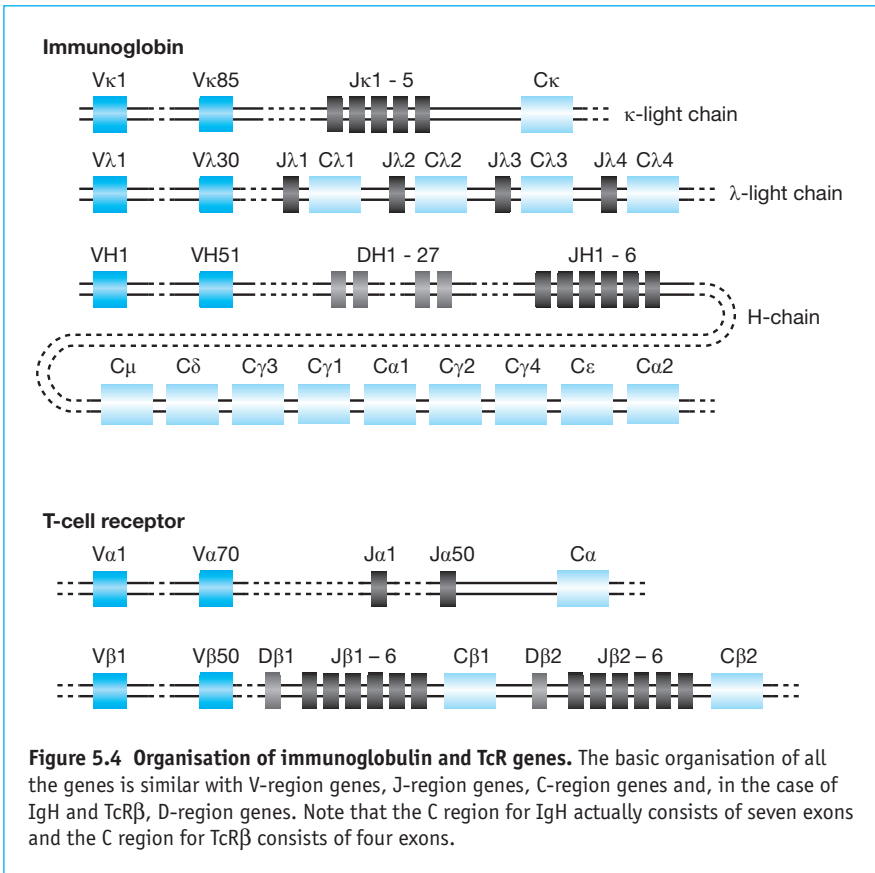 Immunoglobin
Vκ1 Vκ85 Jκ1 - 5 Cκ
κ-light chain
Vλ1 Vλ30 Jλ1 Cλ1 Jλ2 Cλ2 Jλ3 Cλ3 Jλ4 Cλ4
λ-light chain
VH1 VH51 DH1 - 27 JH1 - 6
H-chain
Cμ Cδ Cγ3 Cγ1 Cα1 Cγ2 Cγ4 Cε Cα2
T-cell receptor
Vα1 Vα70 Jα1 Jα50 Cα
Vβ1 Vβ50 Dβ1 Jβ1 – 6 Cβ1 Dβ2 Jβ2 – 6 Cβ2
Figure 5.4 Organisation of immunoglobulin and TcR genes. The basic organisation of all
the genes is similar with V-region genes, J-region genes, C-region genes and, in the case of
IgH and TcRβ, D-region genes. Note that the C region for IgH actually consists of seven exons
and the C region for TcRβ consists of four exons.